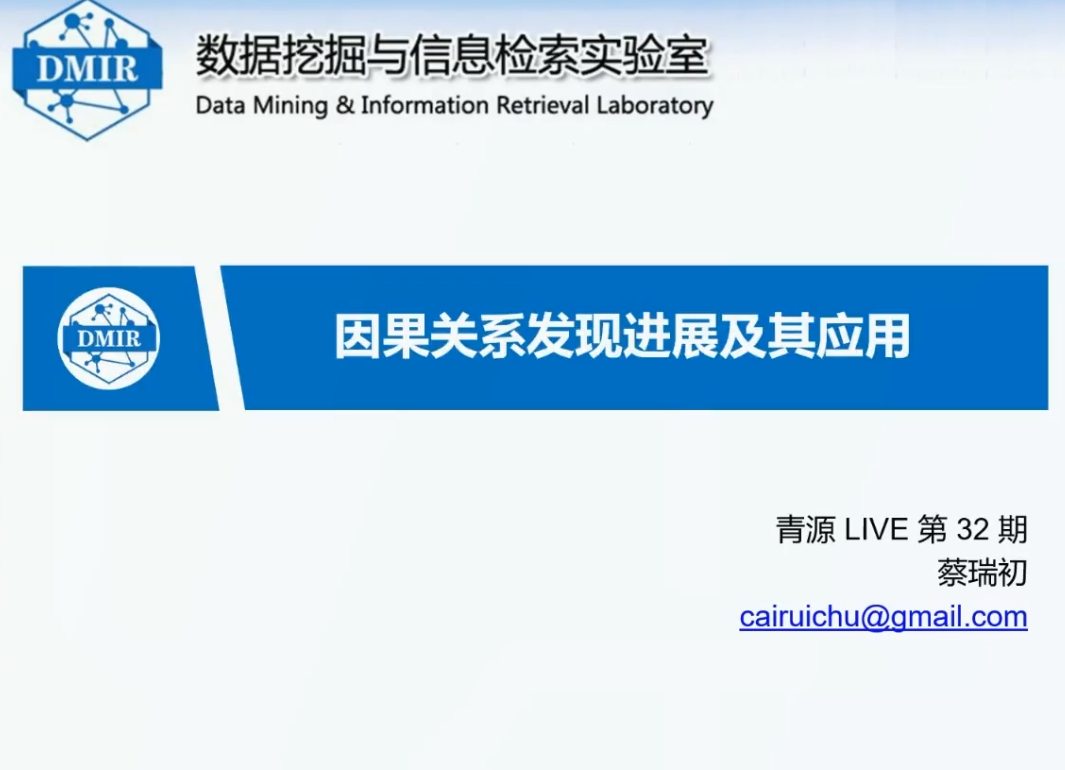 DMIR
数据挖掘与信息检索实验室
Data Mining & Information Retrieval Laboratory
DMIR
因果关系发现进展及其应用
青源 LIVE 第 32 期
蔡瑞初
cairuichu@gmail.com